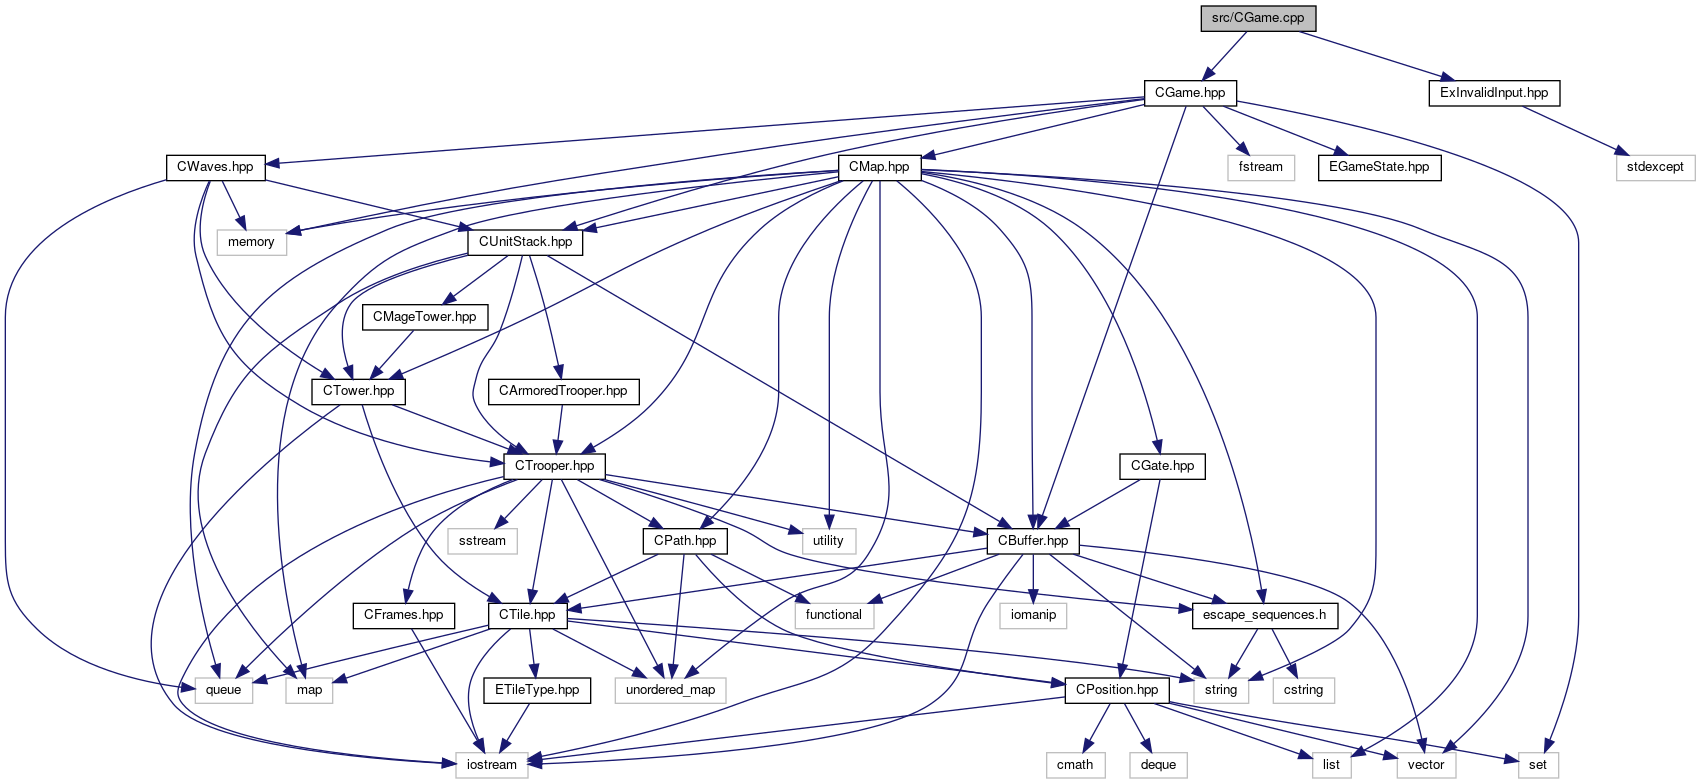 src/CGame.cpp
CGame.hpp
ExInvalidInput.hpp
CWaves.hpp
CMap.hpp
fstream
EGameState.hpp
stdexcept
memory
CUnitStack.hpp
CMageTower.hpp
CTower.hpp
CArmoredTrooper.hpp
CTrooper.hpp
CGate.hpp
sstream
CPath.hpp
utility
CBuffer.hpp
CFrames.hpp
CTile.hpp
functional
iomanip
escape_sequences.h
queue
map
ETileType.hpp
unordered_map
CPosition.hpp
string
cstring
iostream
cmath
deque
list
vector
set